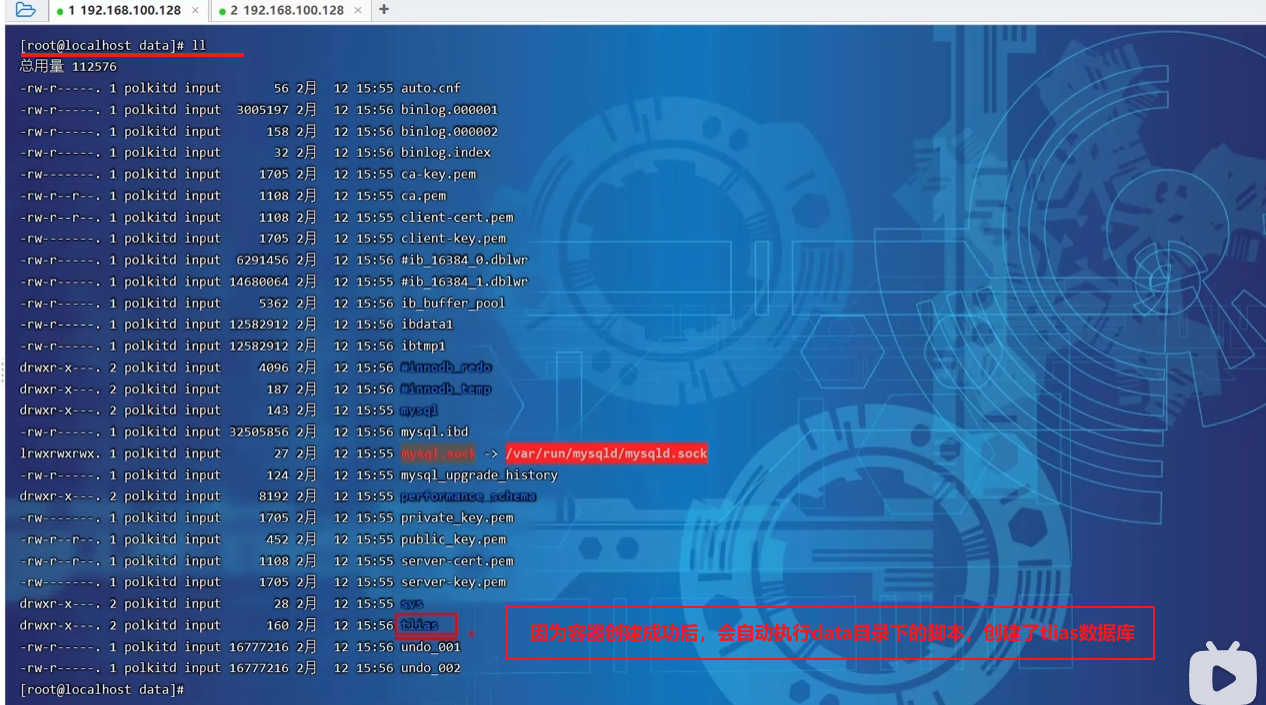 1 192.168.100.128 ×
2 192.168.100.128 × +
[root@localhost data]# ll
总用量 112576
-rw-r-----. 1 polkitd input       56 2月  12 15:55 auto.cnf
-rw-r-----. 1 polkitd input  3005197 2月  12 15:56 binlog.000001
-rw-r-----. 1 polkitd input      158 2月  12 15:56 binlog.000002
-rw-r-----. 1 polkitd input       32 2月  12 15:56 binlog.index
-rw-------. 1 polkitd input     1705 2月  12 15:55 ca-key.pem
-rw-r--r--. 1 polkitd input     1108 2月  12 15:55 ca.pem
-rw-r--r--. 1 polkitd input     1108 2月  12 15:55 client-cert.pem
-rw-------. 1 polkitd input     1705 2月  12 15:55 client-key.pem
-rw-r-----. 1 polkitd input  6291456 2月  12 15:56 #ib_16384_0.dblwr
-rw-r-----. 1 polkitd input 14680064 2月  12 15:55 #ib_16384_1.dblwr
-rw-r-----. 1 polkitd input     5362 2月  12 15:56 ib_buffer_pool
-rw-r-----. 1 polkitd input 12582912 2月  12 15:56 ibdata1
-rw-r-----. 1 polkitd input 12582912 2月  12 15:56 ibtmp1
drwxr-x---. 2 polkitd input     4096 2月  12 15:56 #innodb_redo
drwxr-x---. 2 polkitd input      187 2月  12 15:56 #innodb_temp
drwxr-x---. 2 polkitd input      143 2月  12 15:55 mysql
-rw-r-----. 1 polkitd input 32505856 2月  12 15:56 mysql.ibd
lrwxrwxrwx. 1 polkitd input       27 2月  12 15:55 mysql.sock -> /var/run/mysqld/mysqld.sock
-rw-r-----. 1 polkitd input      124 2月  12 15:55 mysql_upgrade_history
drwxr-x---. 2 polkitd input     8192 2月  12 15:55 performance_schema
-rw-------. 1 polkitd input     1705 2月  12 15:55 private_key.pem
-rw-r--r--. 1 polkitd input      452 2月  12 15:55 public_key.pem
-rw-r--r--. 1 polkitd input     1108 2月  12 15:55 server-cert.pem
-rw-------. 1 polkitd input     1705 2月  12 15:55 server-key.pem
drwxr-x---. 2 polkitd input       28 2月  12 15:55 sys
drwxr-x---. 2 polkitd input      160 2月  12 15:56 tlias
因为容器创建成功后，会自动执行data目录下的脚本，创建了tlias数据库
-rw-r-----. 1 polkitd input 16777216 2月  12 15:56 undo_001
-rw-r-----. 1 polkitd input 16777216 2月  12 15:56 undo_002
[root@localhost data]#